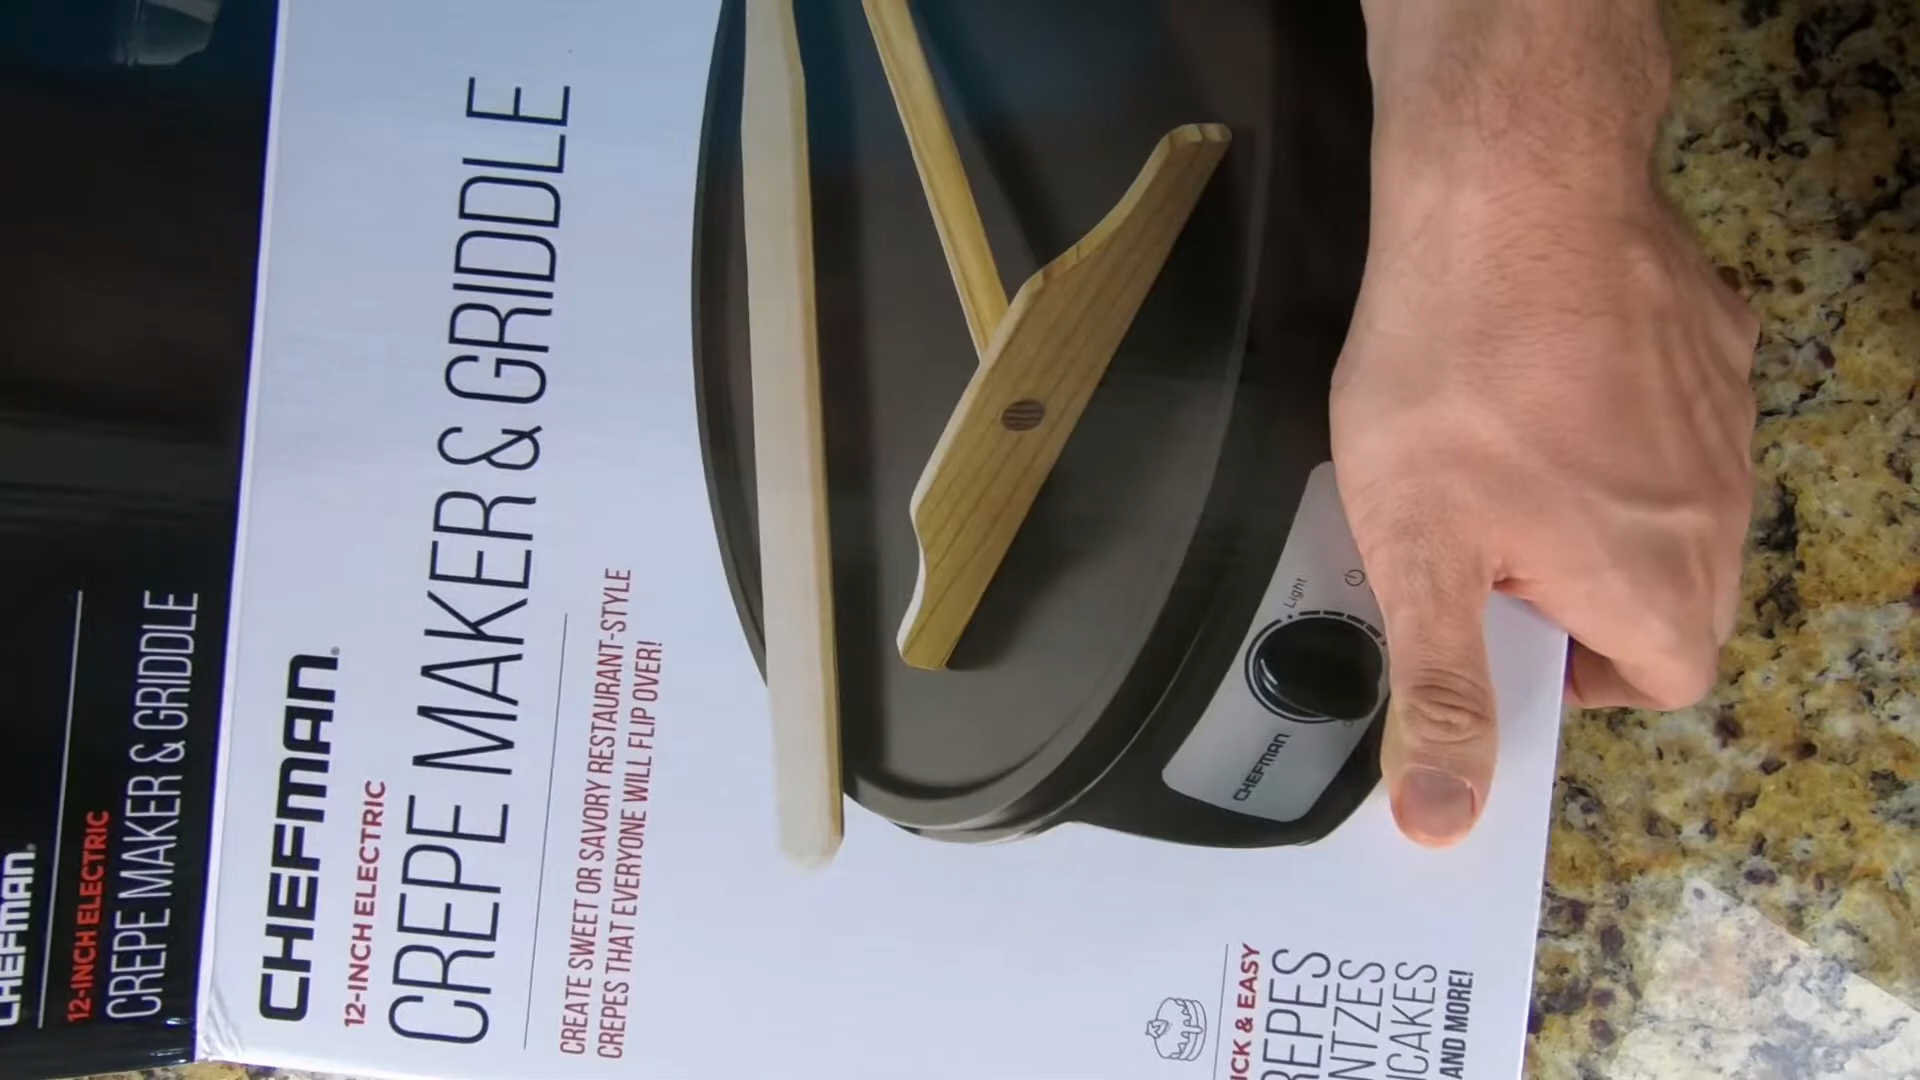 CHEFMAN®
12-INCH ELECTRIC
CREPE MAKER & GRIDDLE
CHEFMAN®
12-INCH ELECTRIC
CREPE MAKER & GRIDDLE
CREATE SWEET OR SAVORY RESTAURANT-STYLE
CREPES THAT EVERYONE WILL FLIP OVER!
Light
CHEFMAN
& EASY
AND MORE!